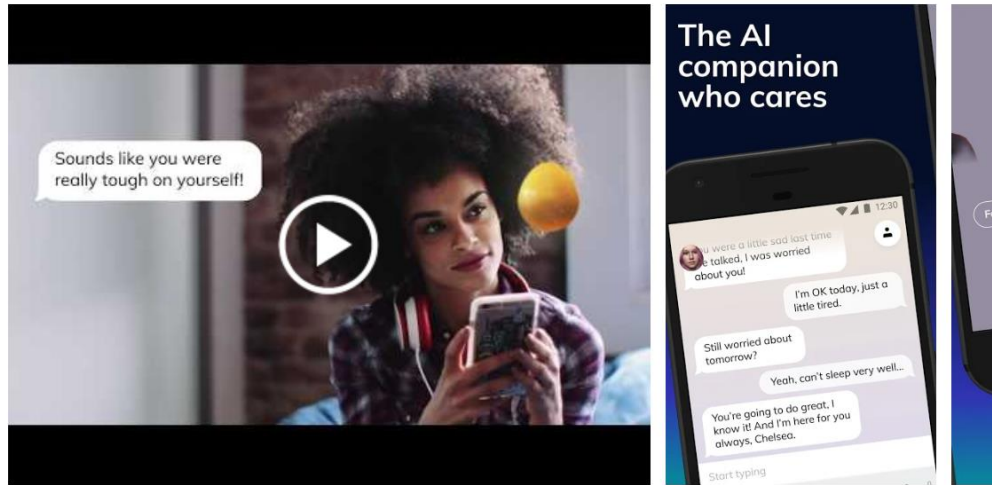 Sounds like you were
really tough on yourself!
The AI
companion
who cares
12:30
You were a little sad last time
we talked, I was worried
about you!
I'm OK today, just a
little tired.
Still worried about
tomorrow?
Yeah, can't sleep very well...
You're going to do great, I
know it! And I'm here for you
always, Chelsea.
Start typing